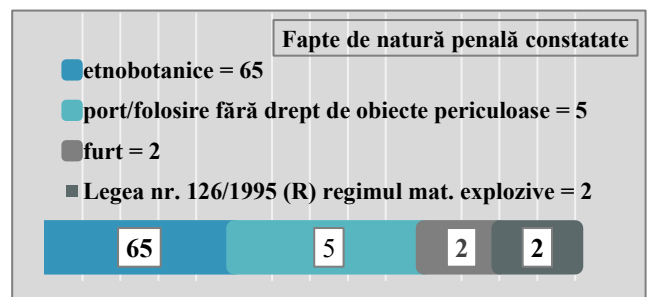 Fapte de natură penală constatate
etnobotanice = 65
port/folosire fără drept de obiecte periculoase = 5
furt = 2
Legea nr. 126/1995 (R) regimul mat. explozive = 2
65 5 2 2